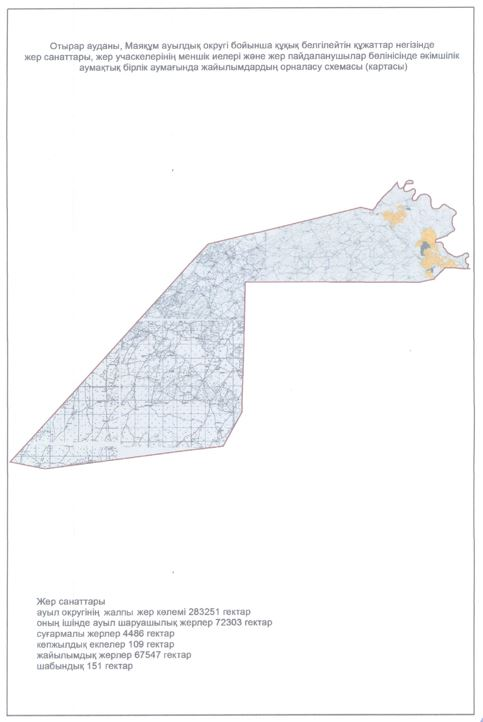 Отырар ауданы, Маяқұм ауылдық округі бойынша құқық белгілейтін құжаттар негізінде
жер санаттары, жер учаскелерінің меншік иелері және жер пайдаланушылар бөлінісінде әкімшілік
аумақтық бірлік аумағында жайылымдардың орналасу схемасы (картасы)
Жер санаттары
ауыл округінің жалпы жер көлемі 283251 гектар
оның ішінде ауыл шаруашылық жерлер 72303 гектар
суғармалы жерлер 4486 гектар
көпжылдық екпелер 109 гектар
жайылымдық жерлер 67547 гектар
шабындық 151 гектар